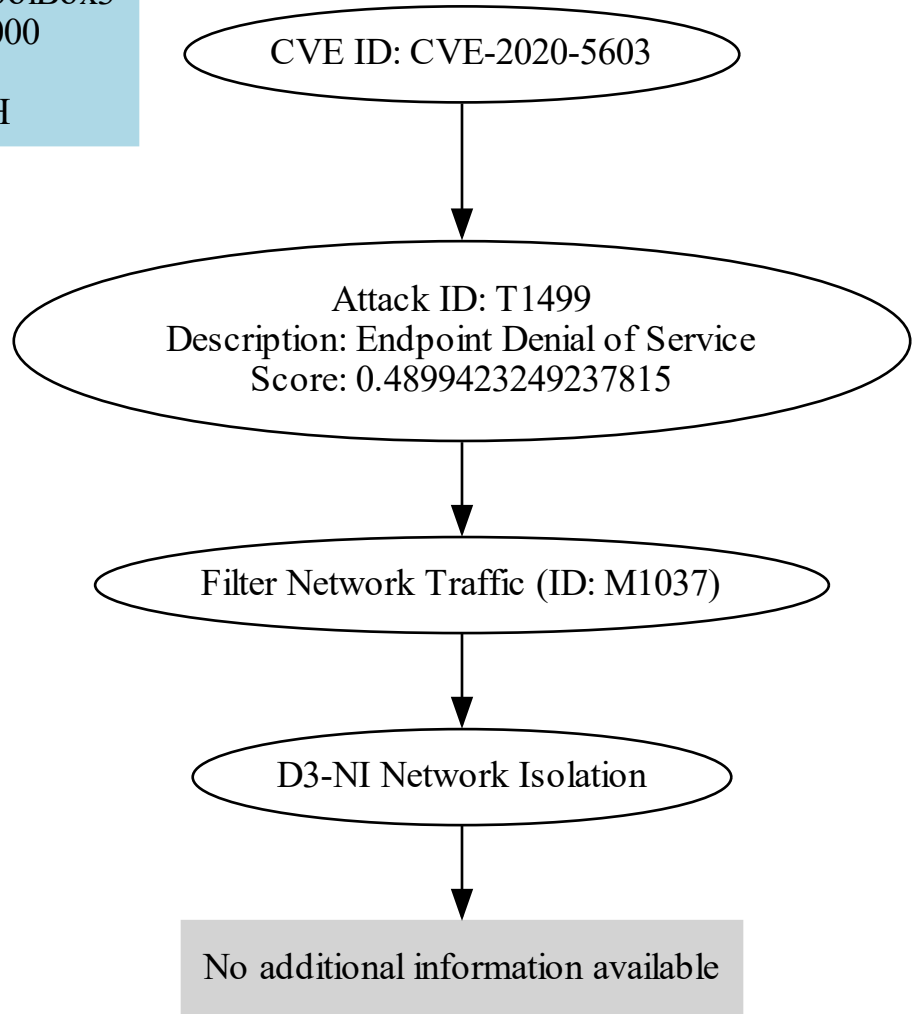 000
H
CVE ID: CVE-2020-5603
Attack ID: T1499
Description: Endpoint Denial of Service
Score: 0.4899423249237815
Filter Network Traffic (ID: M1037)
D3-NI Network Isolation
No additional information available